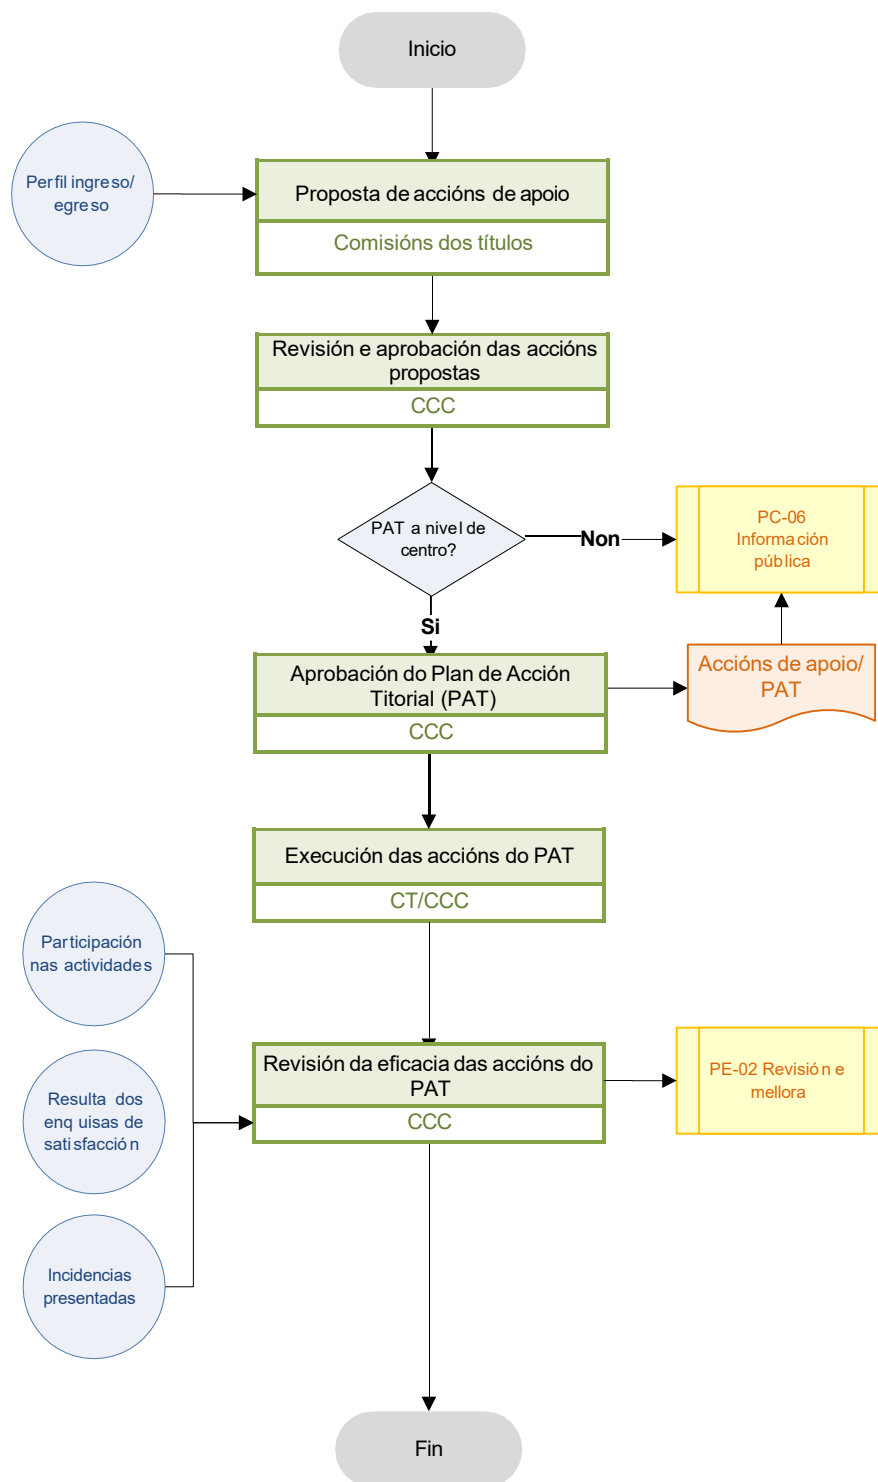 Inicio
Perfil ingreso/
egreso
Proposta de accións de apoio
Comisións dos títulos
Revisión e aprobación das accións
propostas
CCC
PAT a nivel de
centro?
Non
PC-06
Información
pública
Si
Aprobación do Plan de Acción
Titorial (PAT)
CCC
Accións de apoio/
PAT
Execución das accións do PAT
CT/CCC
Participación
nas actividades
Revisión da eficacia das accións do
PAT
CCC
PE-02 Revisión e
mellora
Resulta dos
enquisas de
satisfacción
Incidencias
presentadas
Fin